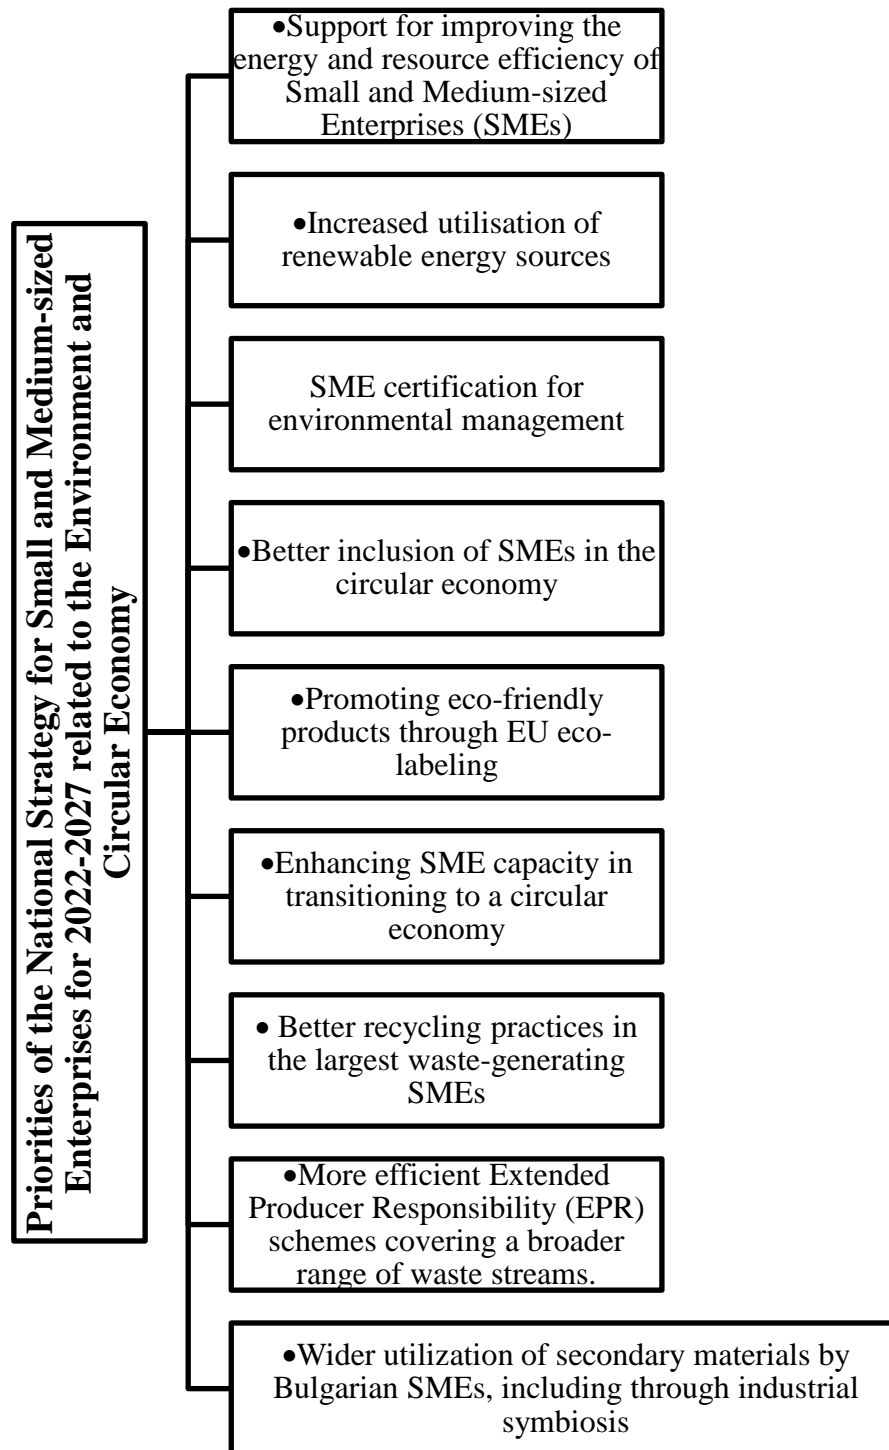 Priorities of the National Strategy for Small and Medium-sized
Enterprises for 2022-2027 related to the Environment and
Circular Economy
•Support for improving the
energy and resource efficiency of
Small and Medium-sized
Enterprises (SMEs)
•Increased utilisation of
renewable energy sources
SME certification for
environmental management
•Better inclusion of SMEs in the
circular economy
•Promoting eco-friendly
products through EU eco-
labeling
•Enhancing SME capacity in
transitioning to a circular
economy
• Better recycling practices in
the largest waste-generating
SMEs
•More efficient Extended
Producer Responsibility (EPR)
schemes covering a broader
range of waste streams.
•Wider utilization of secondary materials by
Bulgarian SMEs, including through industrial
symbiosis